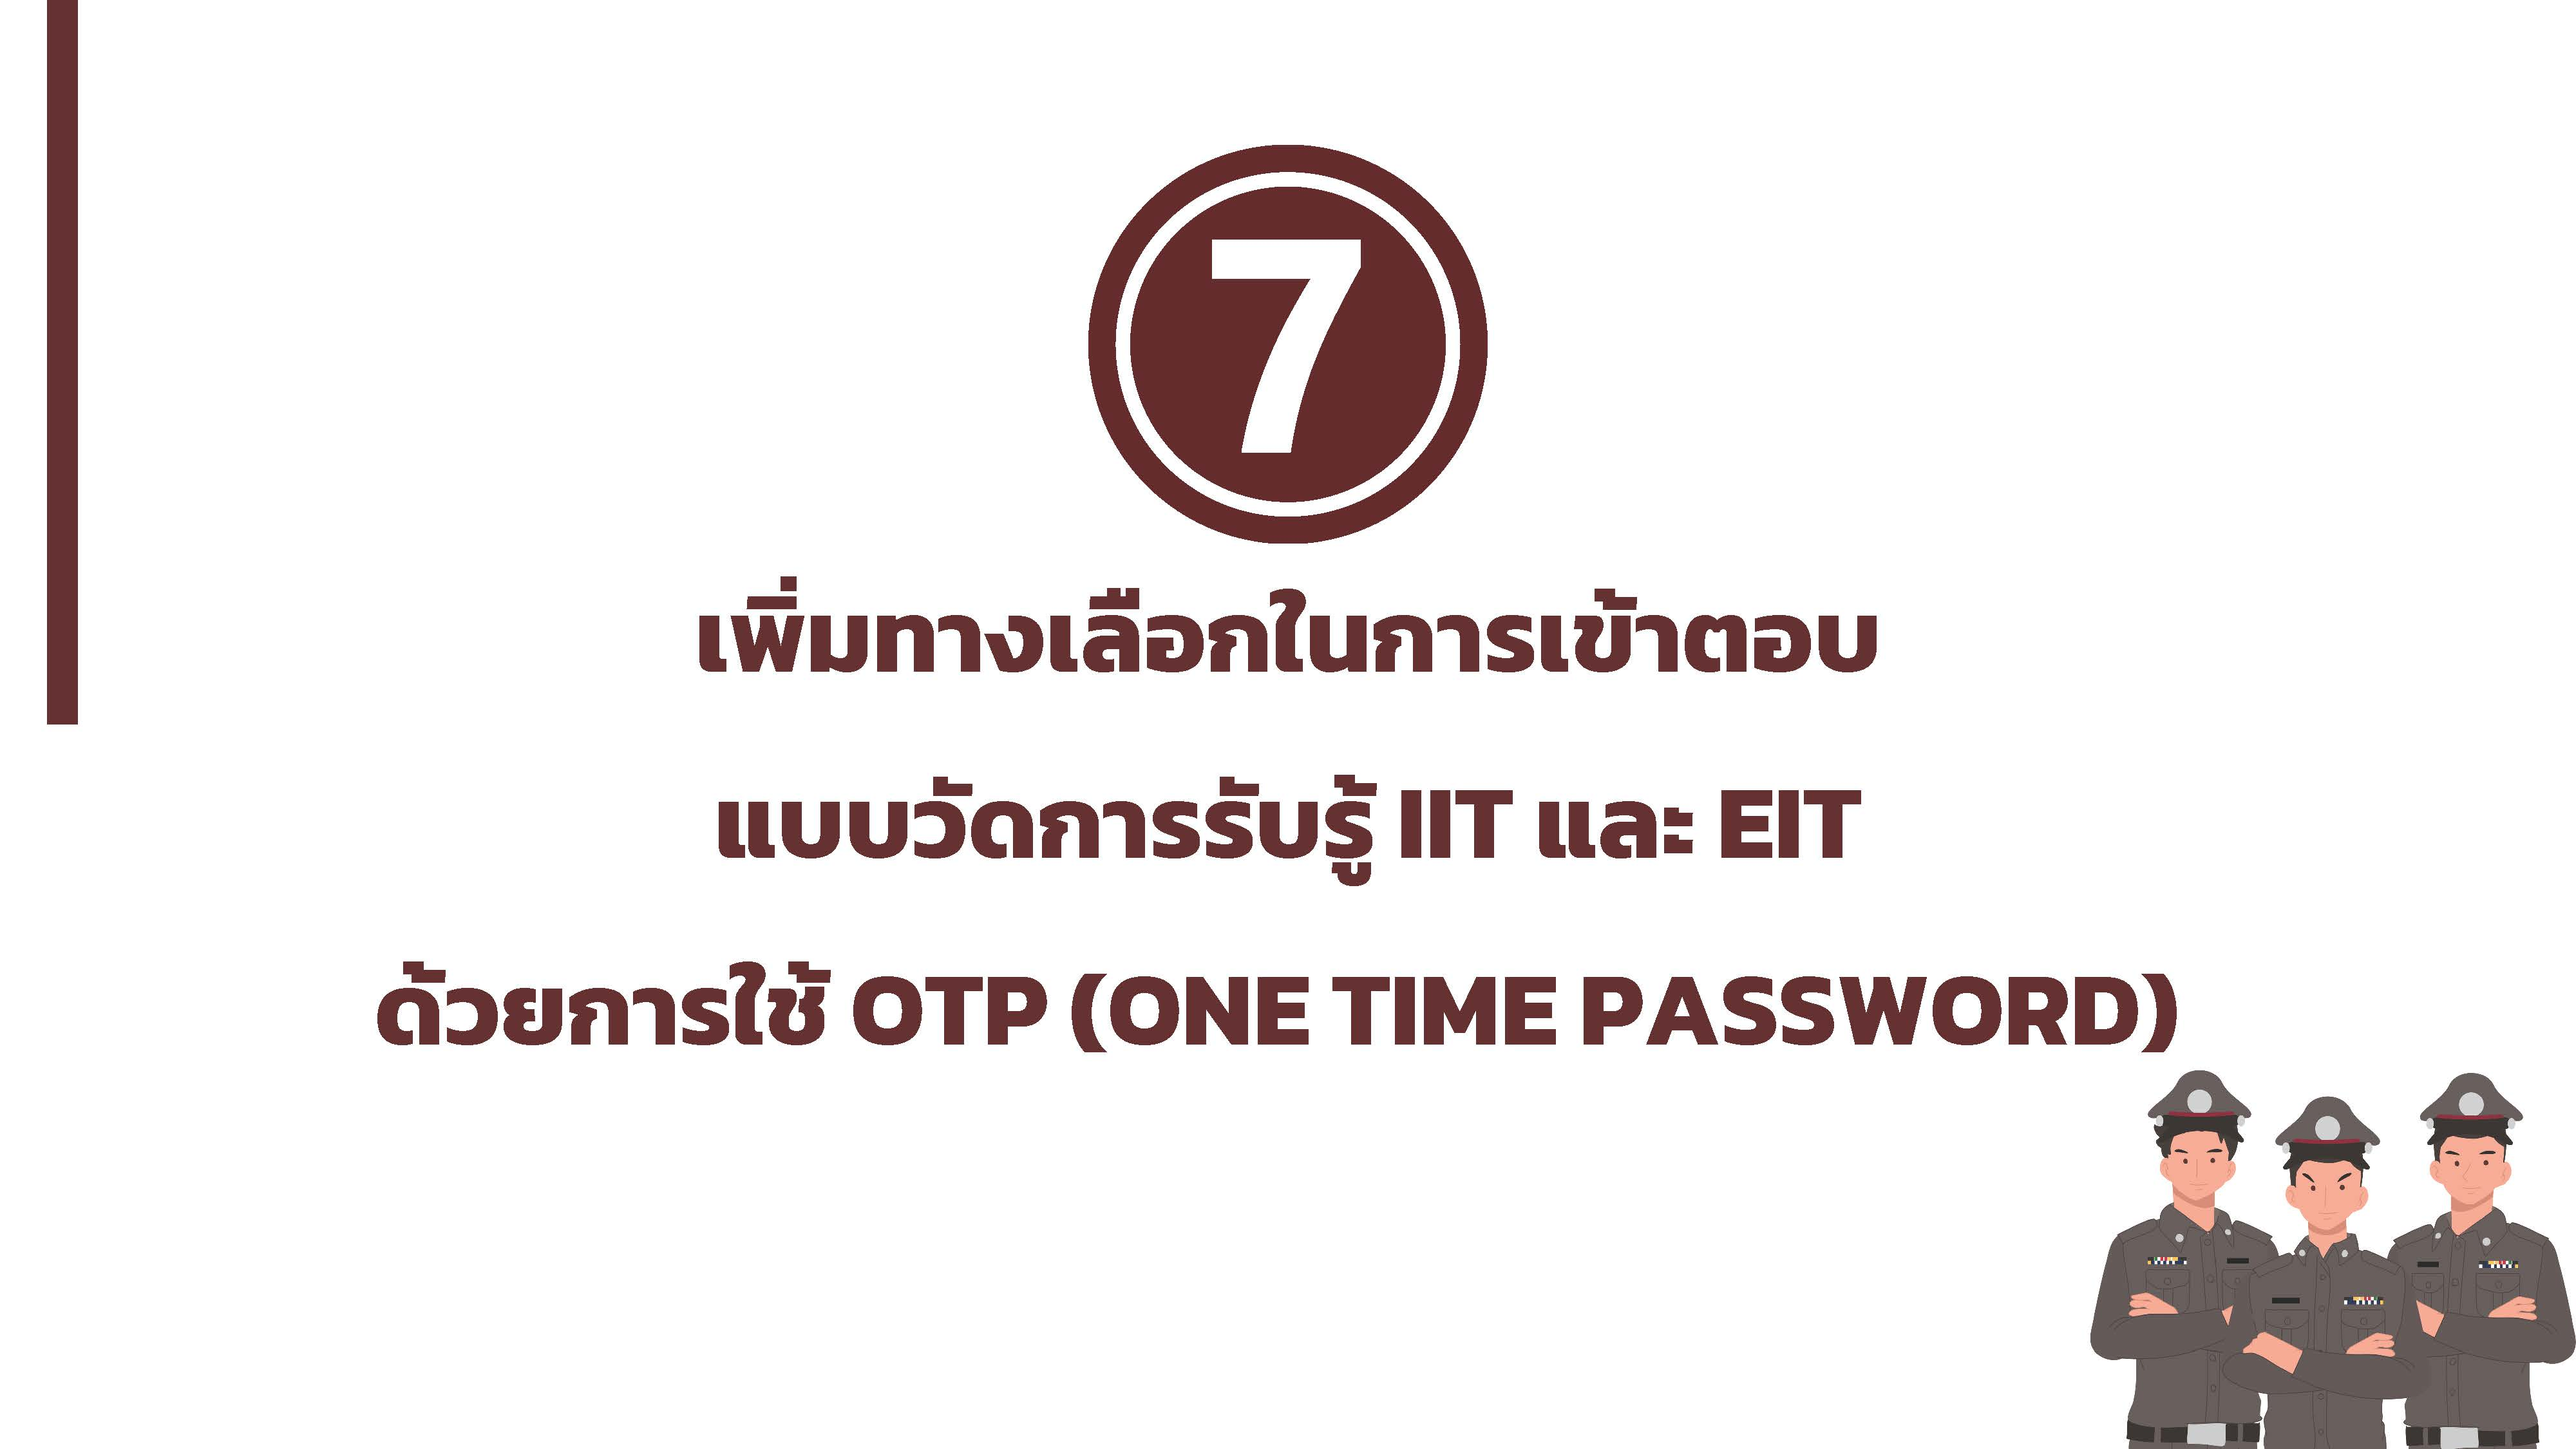 7
เพิ่มทางเลือกในการเข้าตอบ
แบบวัดการรับรู้ IIT และ EIT
ด้วยการใช้ OTP (ONE TIME PASSWORD)